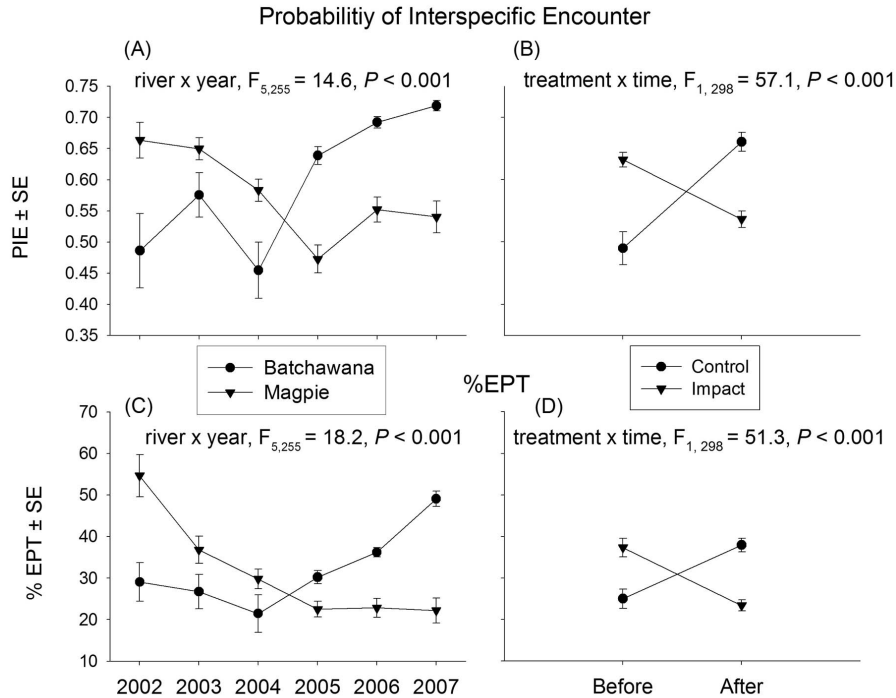 Probabilitiy of Interspecific Encounter
(A)
river x year, F5,255 = 14.6, P < 0.001
(B)
treatment x time, F1, 298 = 57.1, P < 0.001
PIE ± SE
0.75
0.70
0.65
0.60
0.55
0.50
0.45
0.40
0.35
Batchawana
Magpie
Control
Impact
%EPT
(C)
river x year, F5,255 = 18.2, P < 0.001
(D)
treatment x time, F1, 298 = 51.3, P < 0.001
% EPT ± SE
70
60
50
40
30
20
10
2002 2003 2004 2005 2006 2007
Before After